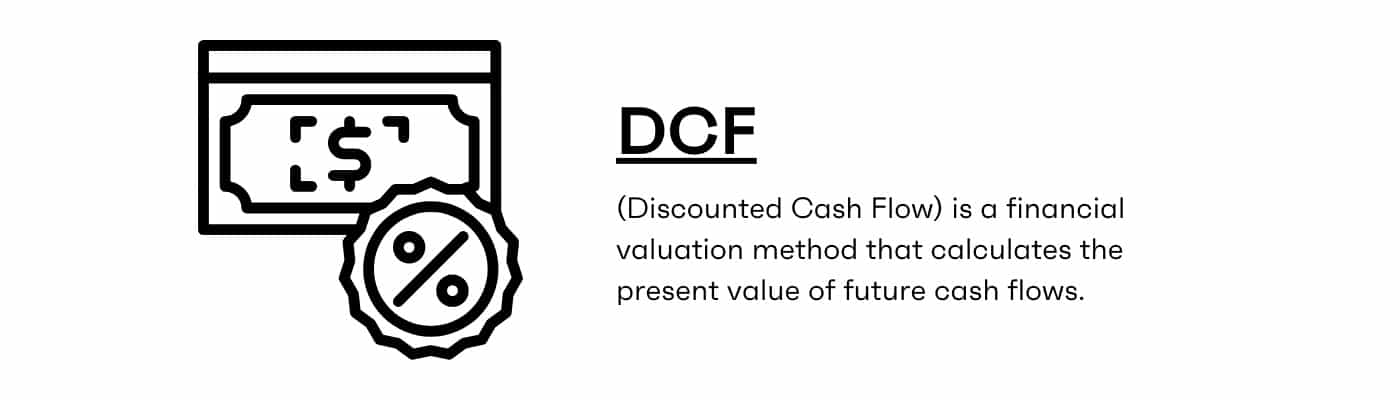 $
%
DCF
(Discounted Cash Flow) is a financial
valuation method that calculates the
present value of future cash flows.